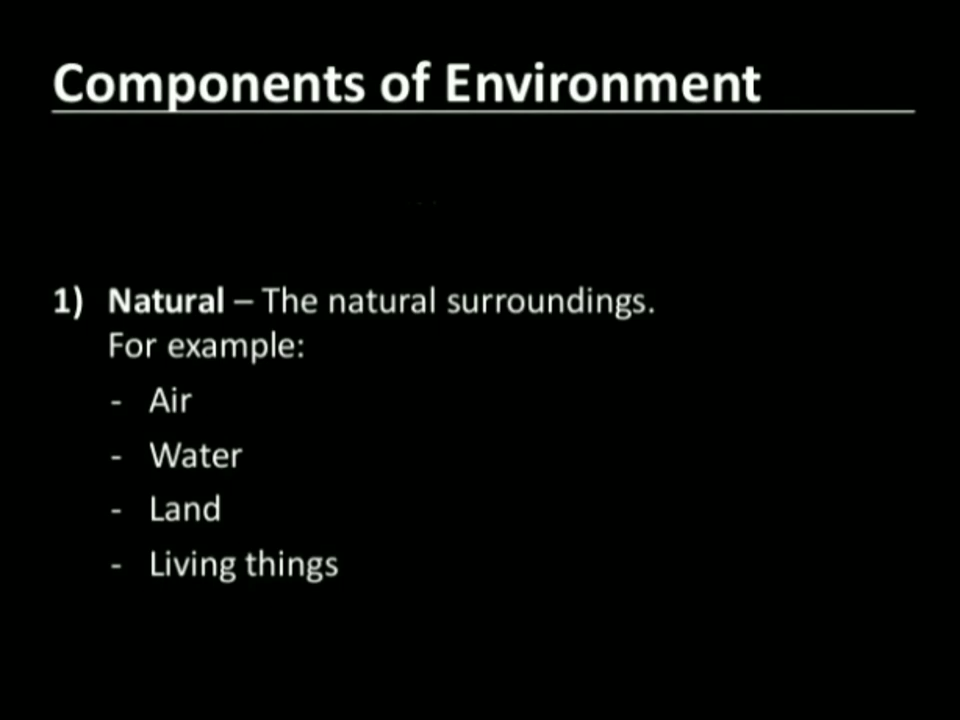 Components of Environment
1) Natural – The natural surroundings.
For example:
- Air
- Water
- Land
- Living things